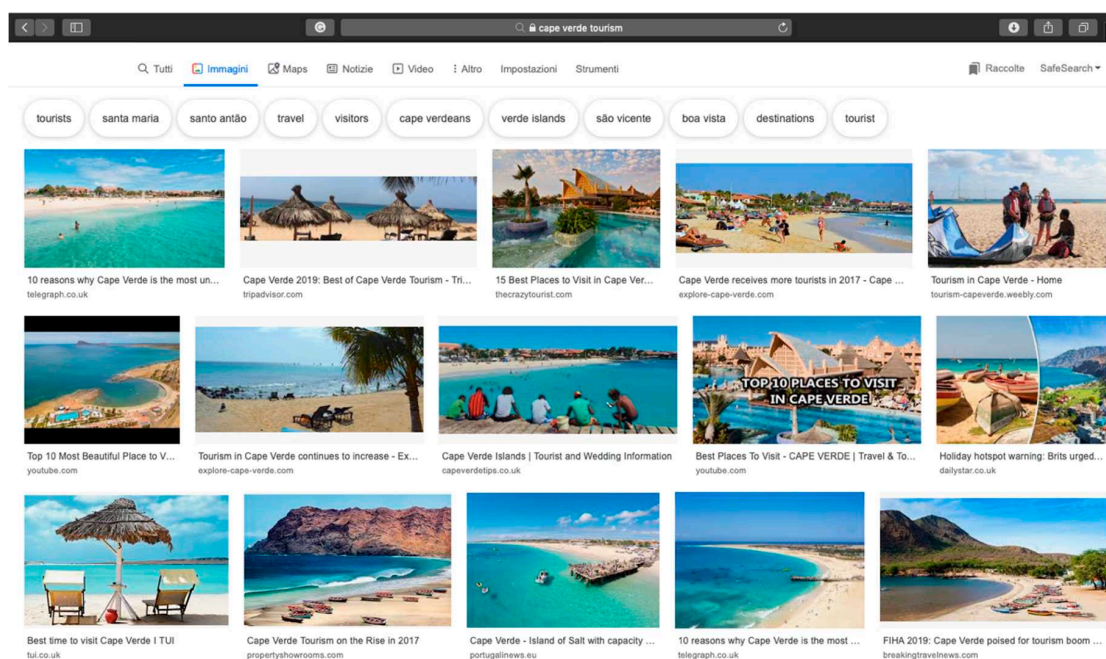 cape verde tourism
Tutti Immagini Maps Notizie Video Altro Impostazioni Strumenti Raccolte SafeSearch
tourists santa maria santo antão travel visitors cape verdeans verde islands são vicente boa vista destinations tourist
10 reasons why Cape Verde is the most un...
telegraph.co.uk
Cape Verde 2019: Best of Cape Verde Tourism - Tri...
tripadvisor.com
15 Best Places to Visit in Cape Ver...
thecrazytourist.com
Cape Verde receives more tourists in 2017 - Cape ...
explore-cape-verde.com
Tourism in Cape Verde - Home
tourism-capeverde.weebly.com
Top 10 Most Beautiful Place to V...
youtube.com
Tourism in Cape Verde continues to increase - Ex...
explore-cape-verde.com
Cape Verde Islands | Tourist and Wedding Information
capeverdetips.co.uk
TOP 10 PLACES TO VISIT
IN CAPE VERDE
Best Places To Visit - CAPE VERDE | Travel & To...
youtube.com
Holiday hotspot warning: Brits urged...
dailystar.co.uk
Best time to visit Cape Verde I TUI
tui.co.uk
Cape Verde Tourism on the Rise in 2017
propertyshowrooms.com
Cape Verde - Island of Salt with capacity ...
portugalinews.eu
10 reasons why Cape Verde is the most ...
telegraph.co.uk
FIHA 2019: Cape Verde poised for tourism boom ...
breakingtravelnews.com